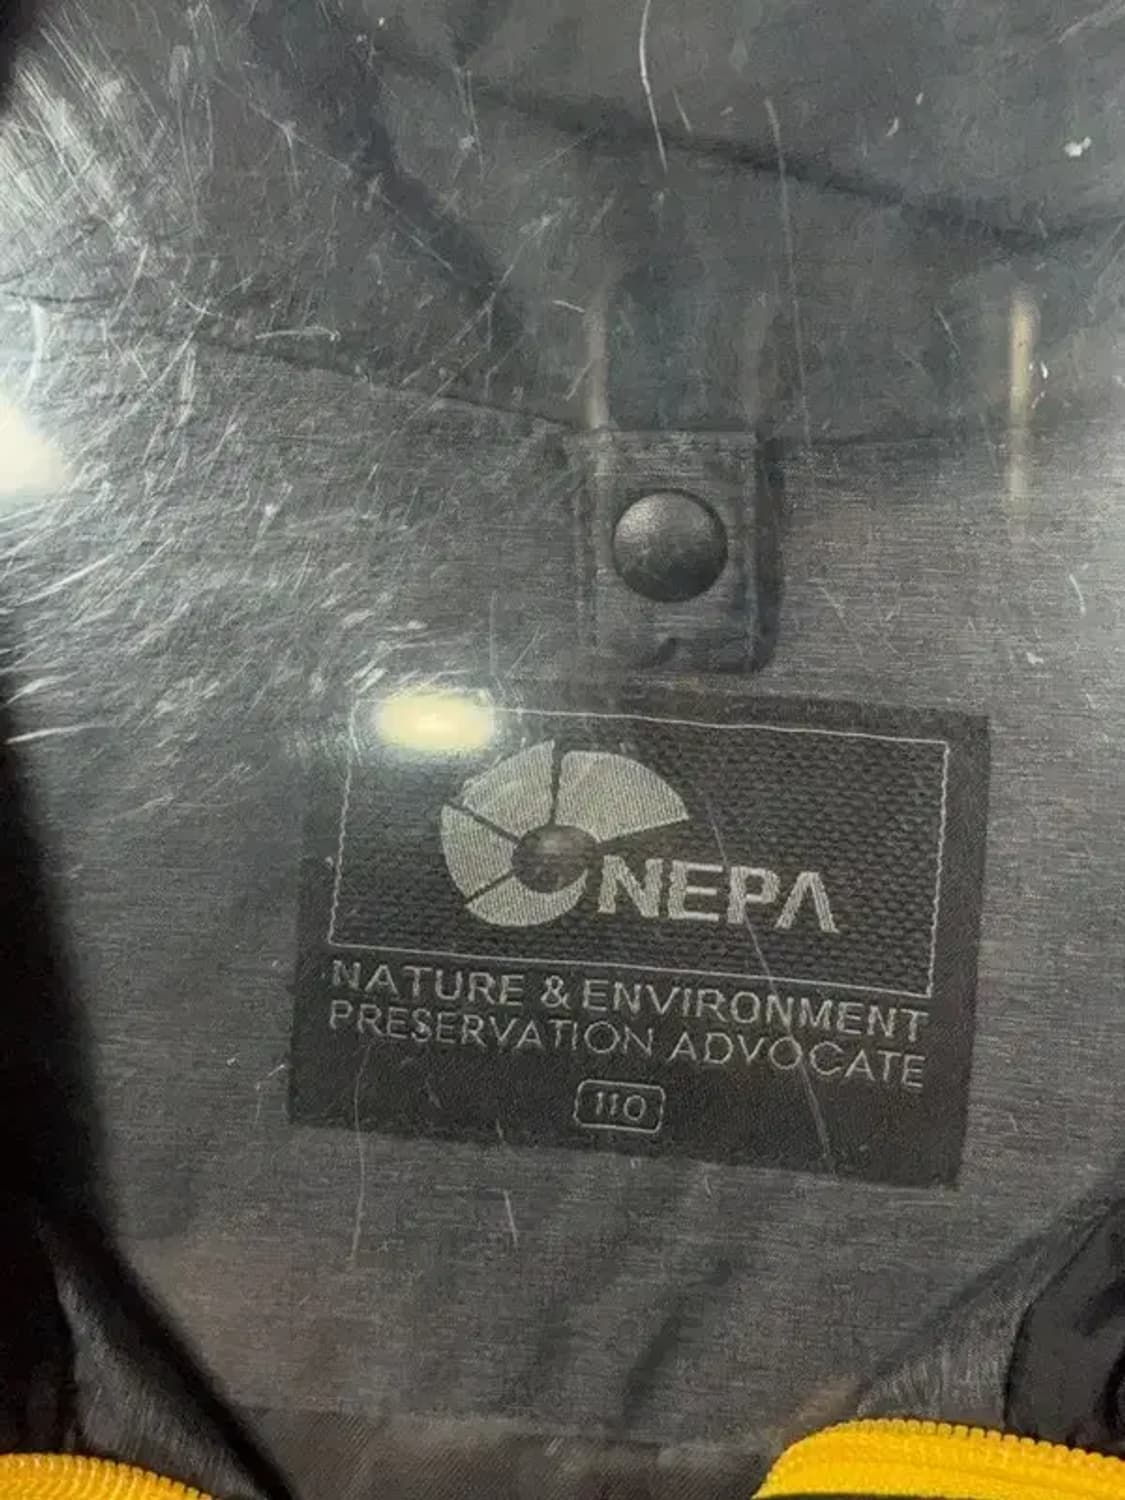 NEPA
NATURE & ENVIRONMENT
PRESERVATION ADVOCATE
110